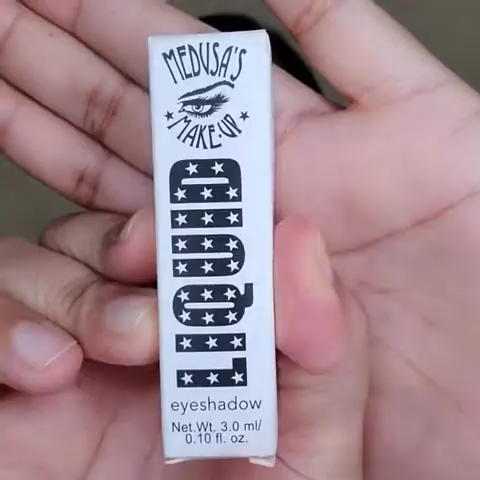 MEDUSA'S
MAKE-UP
LIQUID
eyeshadow
Net.Wt. 3.0 ml/
0.10 fl. oz.